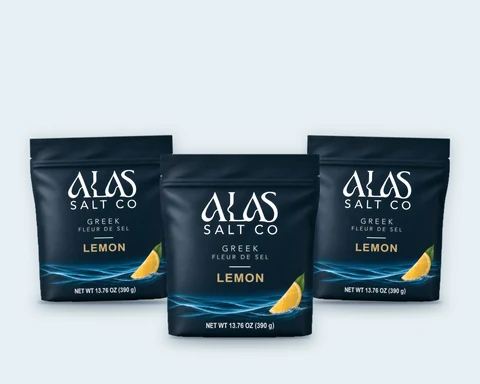 ALAS
SALT CO
GREEK
FLEUR DE SEL
LEMON
NET WT 13.76 OZ (390 g)
ALAS
SALT CO
GREEK
FLEUR DE SEL
LEMON
NET WT 13.76 OZ (390 g)
ALAS
SALT CO
GREEK
FLEUR DE SEL
LEMON
NET WT 13.76 OZ (390 g)